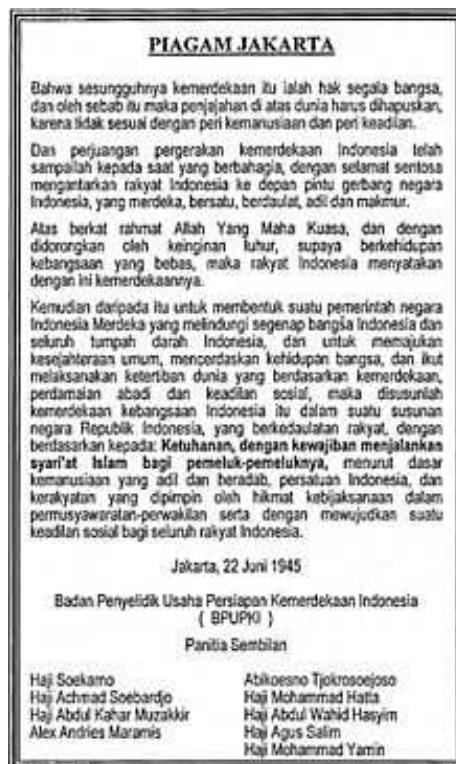 PIAGAM JAKARTA
Bahwa sesungguhnya kemerdekaan itu ialah hak segala bangsa,
dan oleh sebab itu maka penjajahan di atas dunia harus dihapuskan,
karena tidak sesuai dengan peri kemanusiaan dan peri keadilan.
Dan perjuangan pergerakan kemerdekaan Indonesia telah
sampailah kepada saat yang berbahagia, dengan selamat sentosa
mengantarkan rakyat Indonesia ke depan pintu gerbang negara
Indonesia, yang merdeka, bersatu, berdaulat, adil dan makmur.
Atas berkat rahmat Allah Yang Maha Kuasa, dan dengan
didorongkan oleh keinginan luhur, supaya berkehidupan
kebangsaan yang bebas, maka rakyat Indonesia menyatakan
dengan ini kemerdekaannya.
Kemudian daripada itu untuk membentuk suatu pemerintah negara
Indonesia Merdeka yang melindungi segenap bangsa Indonesia dan
seluruh tumpah darah Indonesia, dan untuk memajukan
kesejahteraan umum, mencerdaskan kehidupan bangsa, dan ikut
melaksanakan ketertiban dunia yang berdasarkan kemerdekaan,
perdamaian abadi dan keadilan sosial, maka disusunlah
kemerdekaan kebangsaan Indonesia itu dalam suatu susunan
negara Republik Indonesia, yang berkedaulatan rakyat, dengan
berdasarkan kepada: Ketuhanan, dengan kewajiban menjalankan
syari'at Islam bagi pemeluk-pemeluknya, menurut dasar
kemanusiaan yang adil dan beradab, persatuan Indonesia, dan
kerakyatan yang dipimpin oleh hikmat kebijaksanaan dalam
permusyawaratan-perwakilan serta dengan mewujudkan suatu
keadilan sosial bagi seluruh rakyat Indonesia.
Jakarta, 22 Juni 1945
Badan Penyelidik Usaha Persiapan Kemerdekaan Indonesia
( BPUPKI )
Panitia Sembilan
Haji Soekarno
Haji Achmad Soebardjo
Haji Abdul Kahar Muzakkir
Alex Andries Maramis
Abikoesno Tjokrosoejoso
Haji Mohammad Hatta
Haji Abdul Wahid Hasyim
Haji Agus Salim
Haji Mohammad Yamin